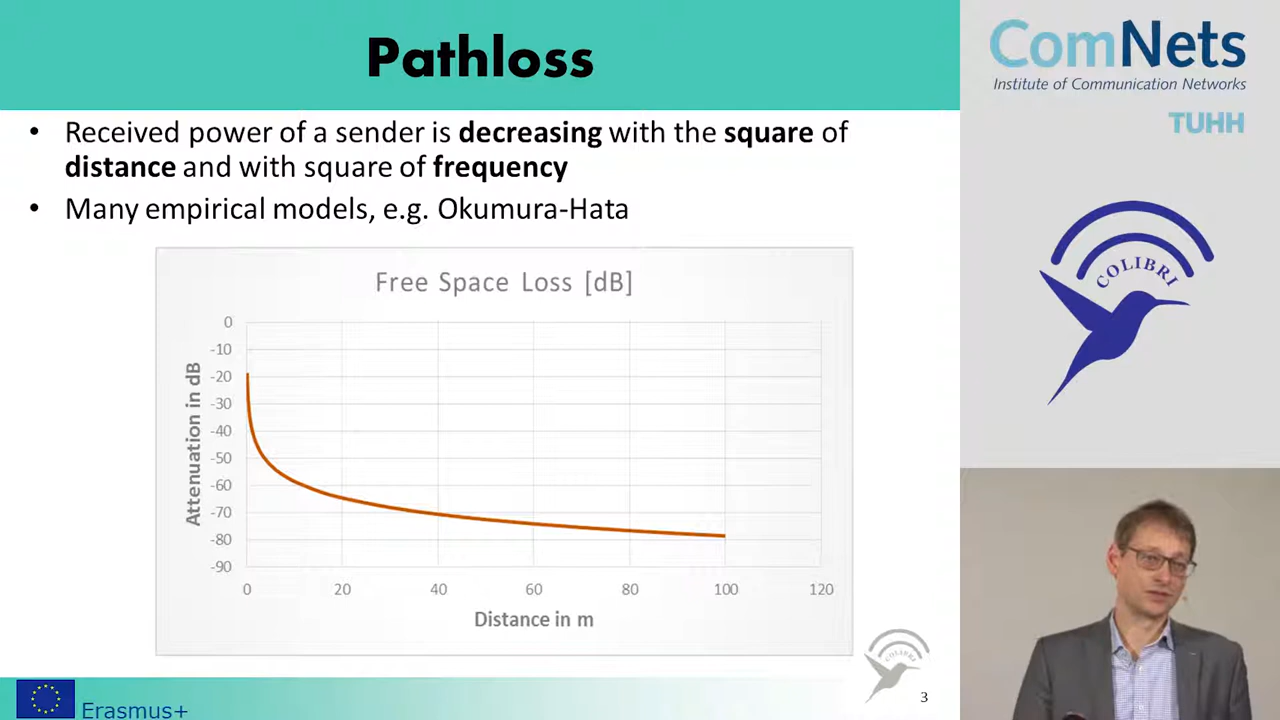 Pathloss
• Received power of a sender is decreasing with the square of
distance and with square of frequency
• Many empirical models, e.g. Okumura-Hata
Free Space Loss [dB]
Attenuation in dB
0
-10
-20
-30
-40
-50
-60
-70
-80
-90
0 20 40 60 80 100 120
Distance in m
COLIBRI
3
Erasmus+
ComNets
Institute of Communication Networks
TUHH
COLIBRI